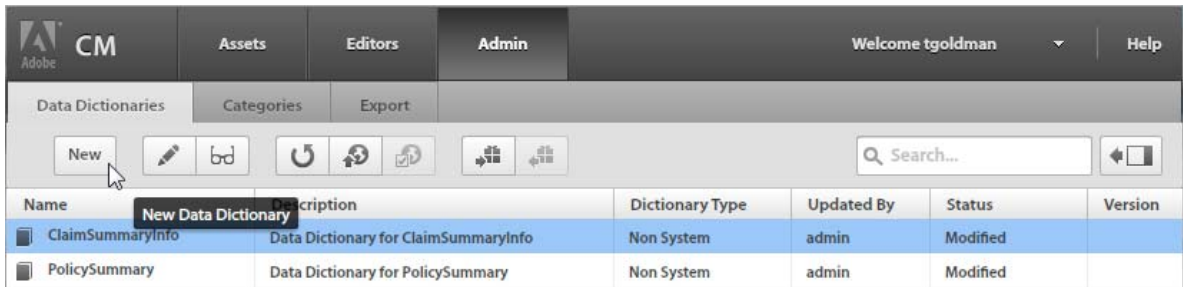 Adobe CM Assets Editors Admin Welcome tgoldman Help
Data Dictionaries Categories Export
New Search...
New Data Dictionary
Name Description Dictionary Type Updated By Status Version
ClaimSummaryInfo Data Dictionary for ClaimSummaryInfo Non System admin Modified
PolicySummary Data Dictionary for PolicySummary Non System admin Modified